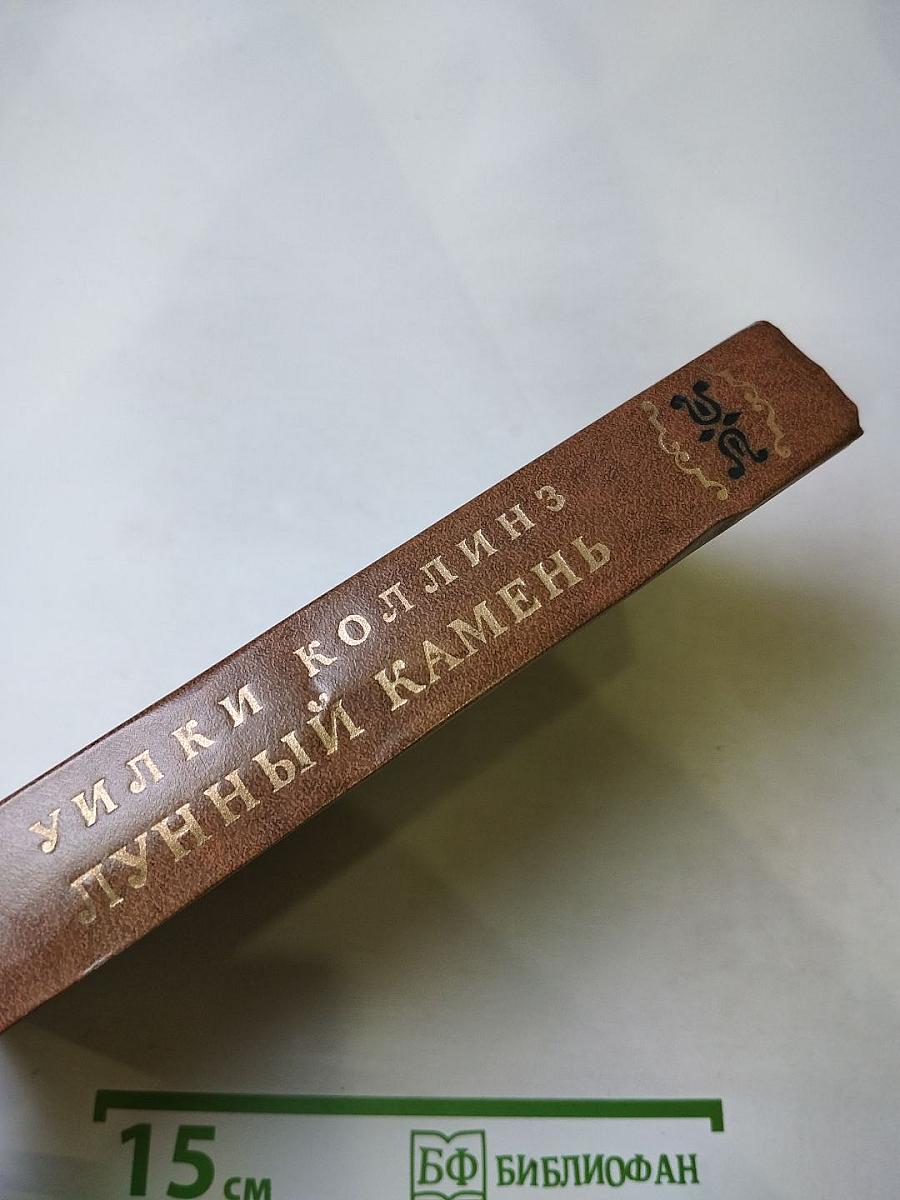 УИЛКИ КОЛЛИНЗ
ЛУННЫЙ КАМЕНЬ
15 см
БФ БИБЛИОФАН